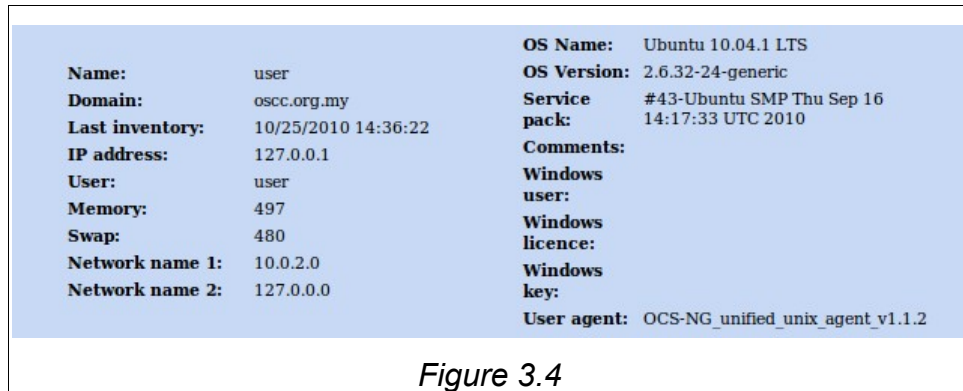 Name: user
Domain: oscc.org.my
Last inventory: 10/25/2010 14:36:22
IP address: 127.0.0.1
User: user
Memory: 497
Swap: 480
Network name 1: 10.0.2.0
Network name 2: 127.0.0.0
OS Name: Ubuntu 10.04.1 LTS
OS Version: 2.6.32-24-generic
Service #43-Ubuntu SMP Thu Sep 16
pack: 14:17:33 UTC 2010
Comments:
Windows
user:
Windows
licence:
Windows
key:
User agent: OCS-NG_unified_unix_agent_v1.1.2
Figure 3.4